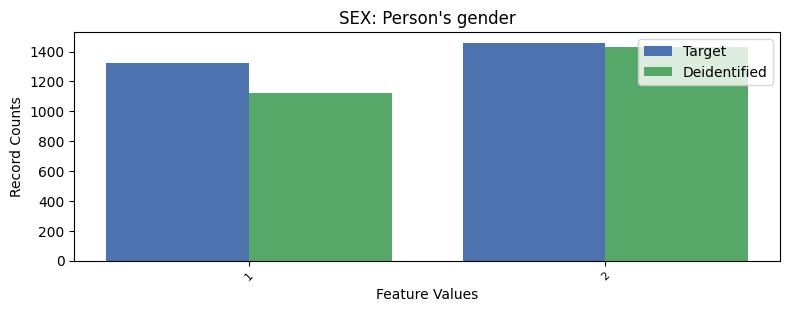 SEX: Person's gender
Target
Deidentified
Record Counts
1400
1200
1000
800
600
400
200
0
1
2
Feature Values